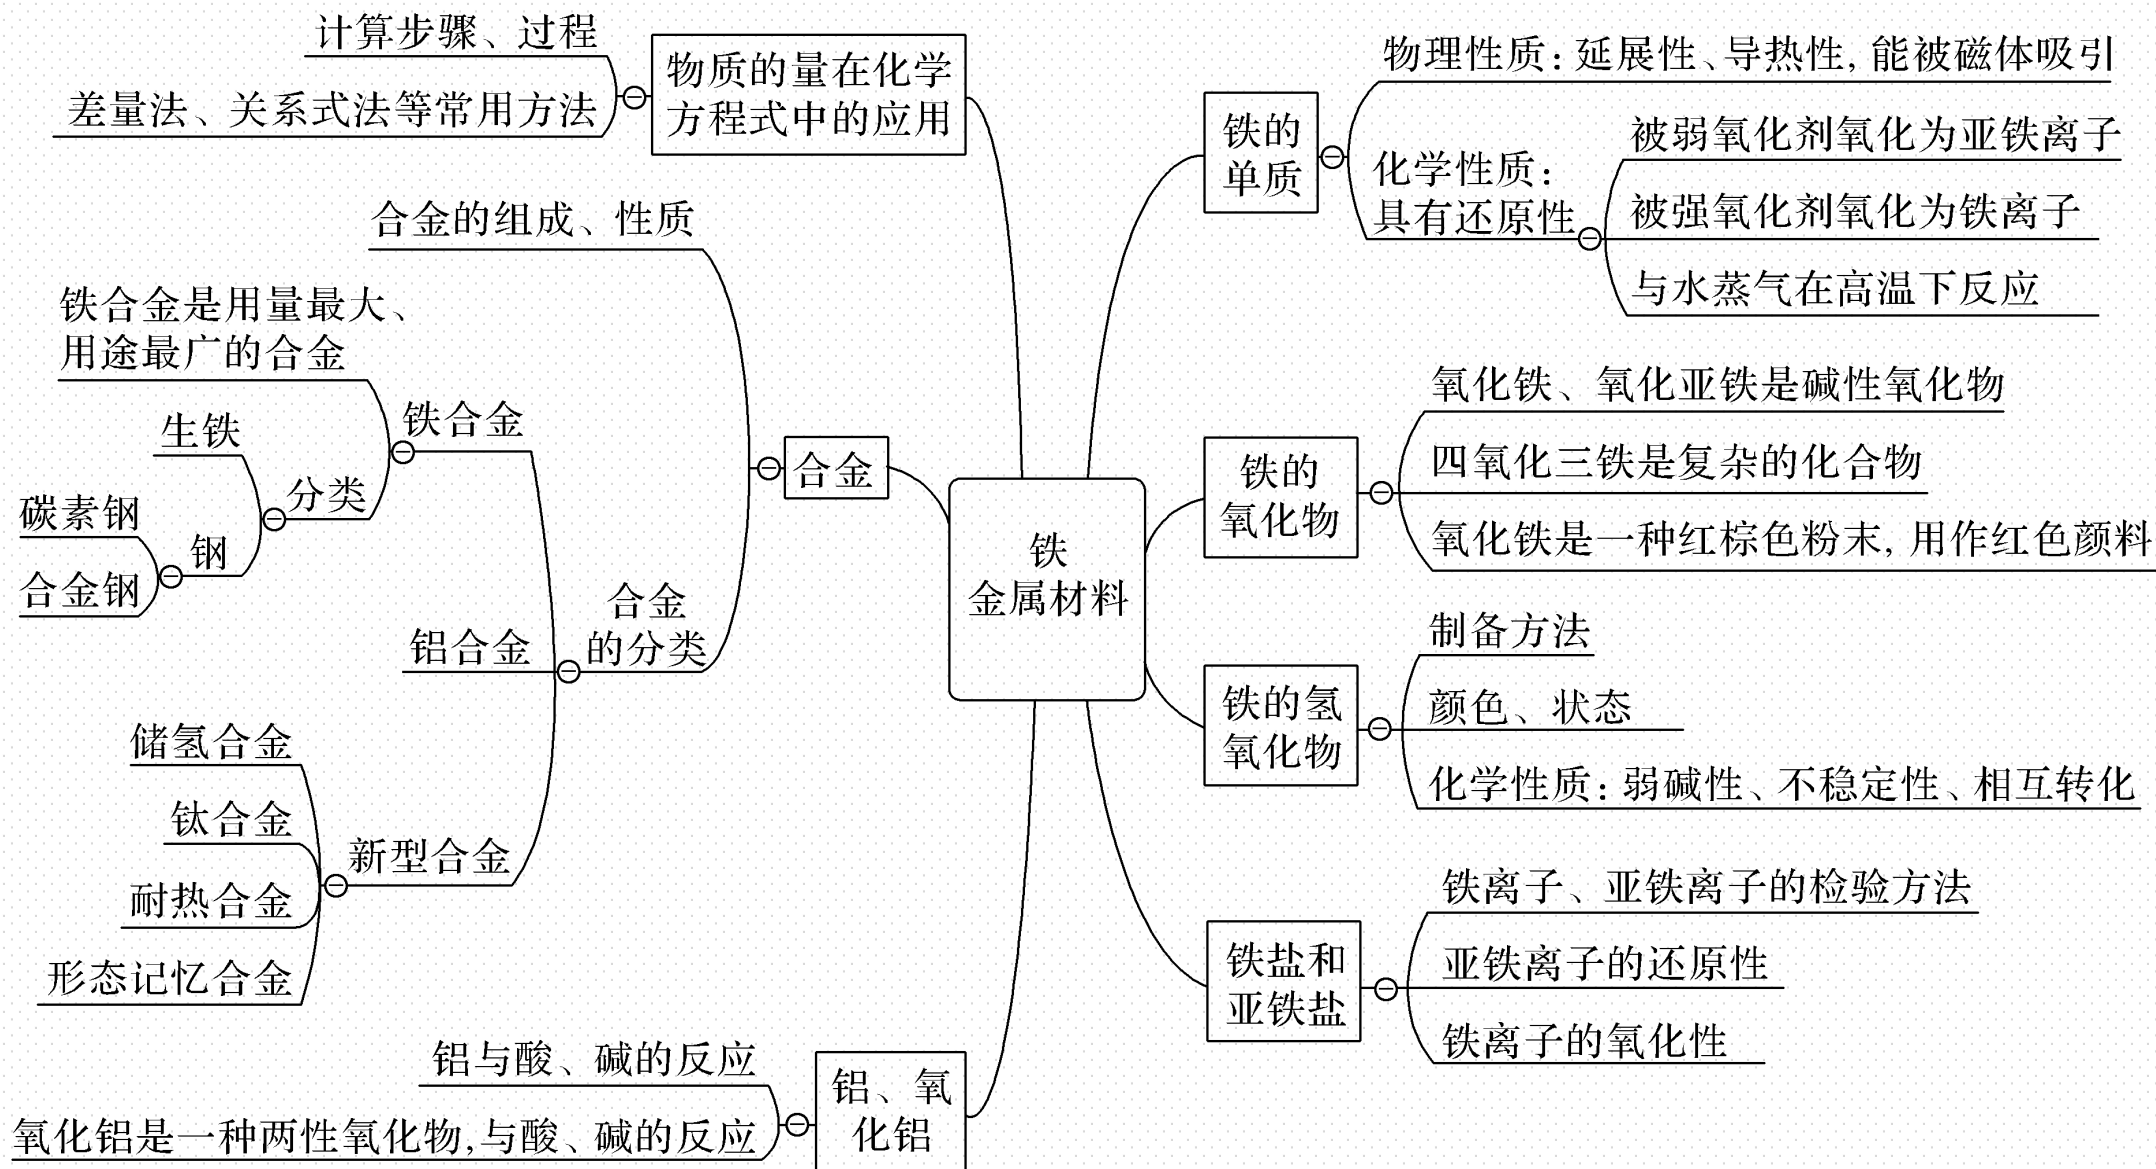 计算步骤、过程
差量法、关系式法等常用方法
物质的量在化学
方程式中的应用
合金的组成、性质
铁合金是用量最大、
用途最广的合金
铁合金
生铁
分类
碳素钢
钢
合金钢
合金
合金
的分类
铝合金
储氢合金
钛合金
新型合金
耐热合金
形态记忆合金
铝与酸、碱的反应
氧化铝是一种两性氧化物,与酸、碱的反应
铝、氧
化铝
铁
金属材料
铁的
单质
物理性质:延展性、导热性,能被磁体吸引
化学性质:
具有还原性
被弱氧化剂氧化为亚铁离子
被强氧化剂氧化为铁离子
与水蒸气在高温下反应
铁的
氧化物
氧化铁、氧化亚铁是碱性氧化物
四氧化三铁是复杂的化合物
氧化铁是一种红棕色粉末,用作红色颜料
铁的氢
氧化物
制备方法
颜色、状态
化学性质:弱碱性、不稳定性、相互转化
铁盐和
亚铁盐
铁离子、亚铁离子的检验方法
亚铁离子的还原性
铁离子的氧化性